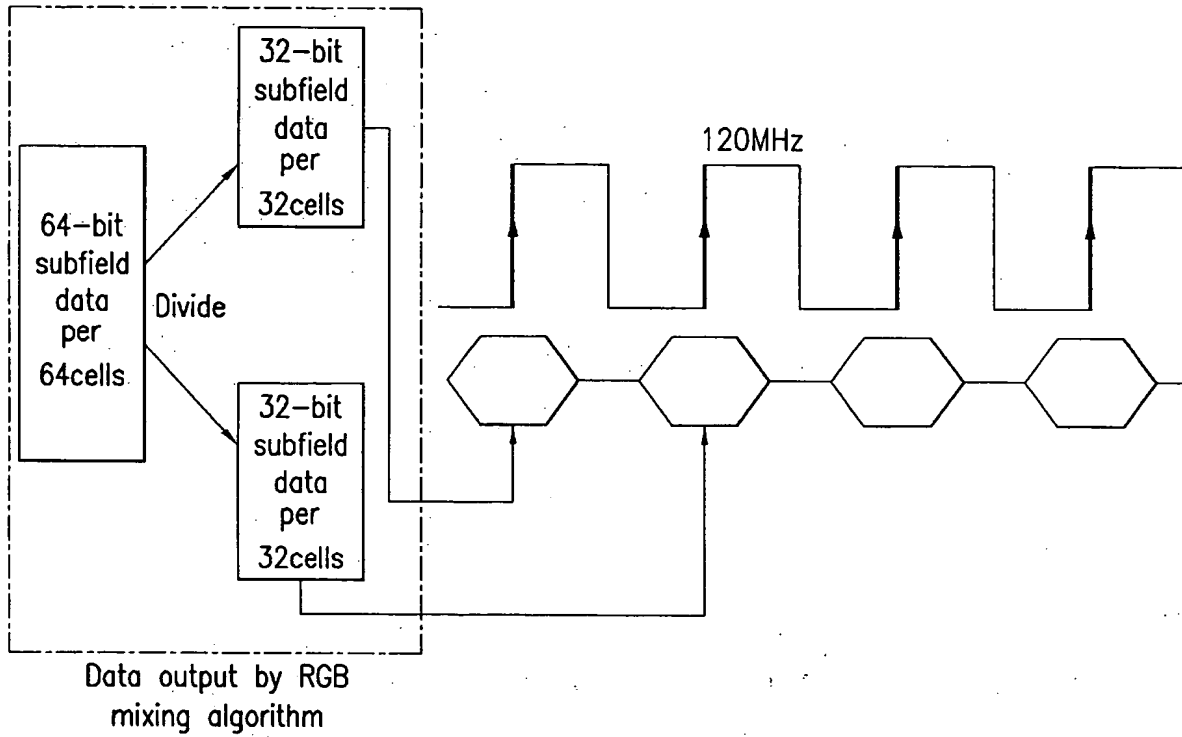 64-bit
subfield
data
per
64cells
Divide
32-bit
subfield
data
per
32cells
32-bit
subfield
data
per
32cells
120MHz
Data output by RGB
mixing algorithm